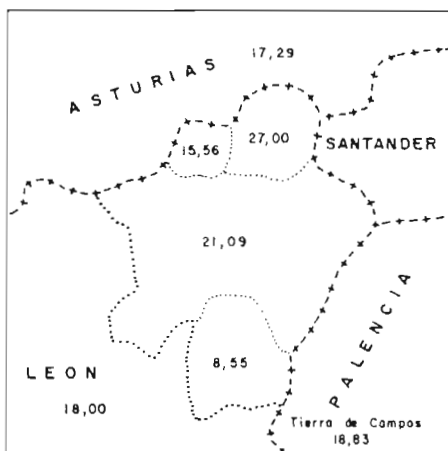 17,29
ASTURIAS
27,00
15,56
SANTANDER
21,09
PALENCIA
8,55
LEON
18,00
Tierra de Campos
18,83